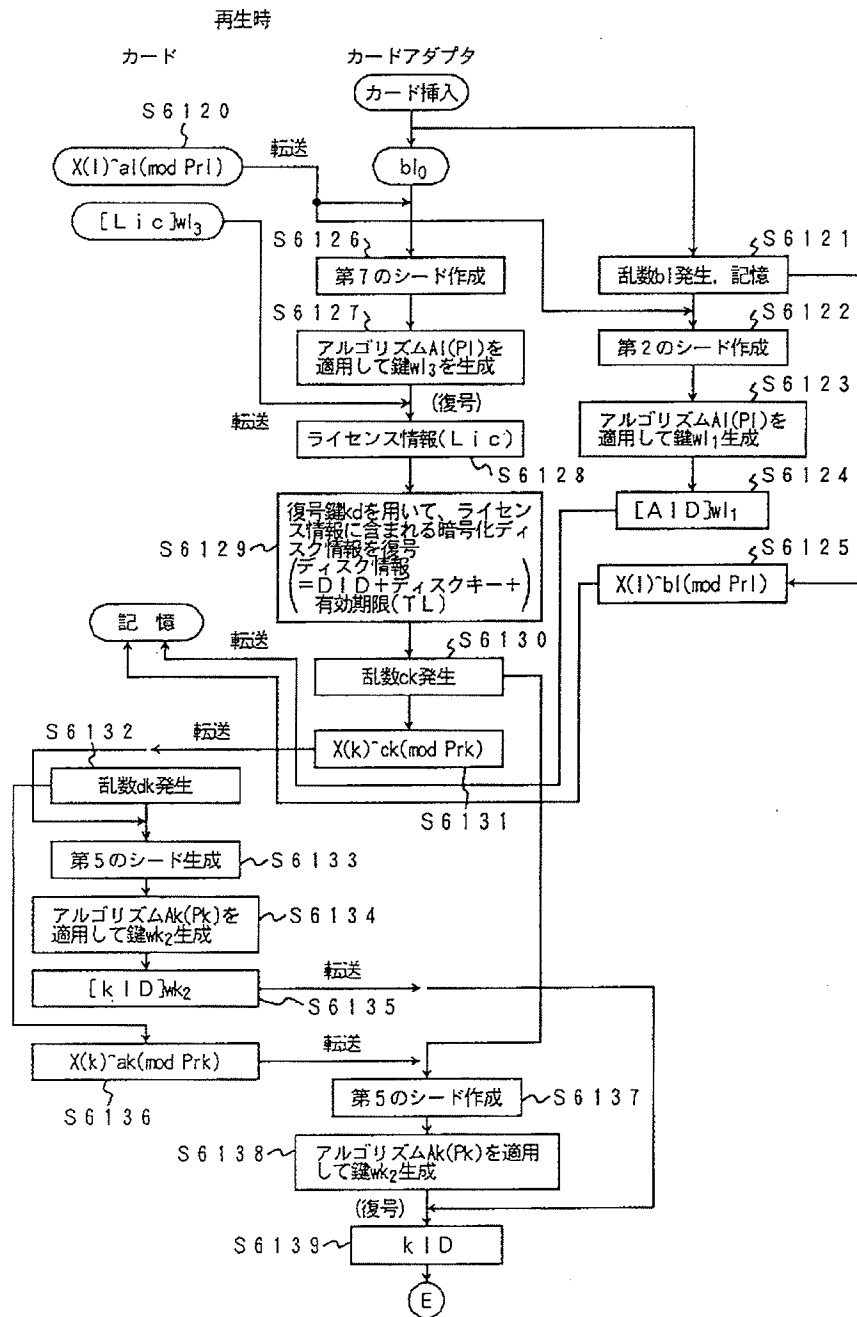 再生時
カード
カードアダプタ
カード挿入
S6120
転送
X(l)^al(mod Prl)
bl0
[Lic]wl3
S6126
S6121
第7のシード作成
乱数bl発生，記憶
S6127
S6122
アルゴリズムAl(Pl)を
適用して鍵wl3を生成
第2のシード作成
(復号)
S6123
転送
アルゴリズムAl(Pl)を
適用して鍵wl1生成
ライセンス情報(Lic)
S6128
S6124
[AID]wl1
S6129
復号鍵kdを用いて、ライセン
ス情報に含まれる暗号化ディ
スク情報を復号
(ディスク情報
=DID+ディスクキー+
有効期限(TL))
S6125
X(l)^bl(mod Prl)
記憶
転送
S6130
乱数ck発生
S6132
転送
X(k)^ck(mod Prk)
S6131
乱数dk発生
第5のシード生成
S6133
アルゴリズムAk(Pk)を
適用して鍵wk2生成
S6134
転送
[kID]wk2
S6135
転送
X(k)^ak(mod Prk)
S6136
第5のシード作成
S6137
S6138
アルゴリズムAk(Pk)を適用
して鍵wk2生成
(復号)
S6139
kID
E